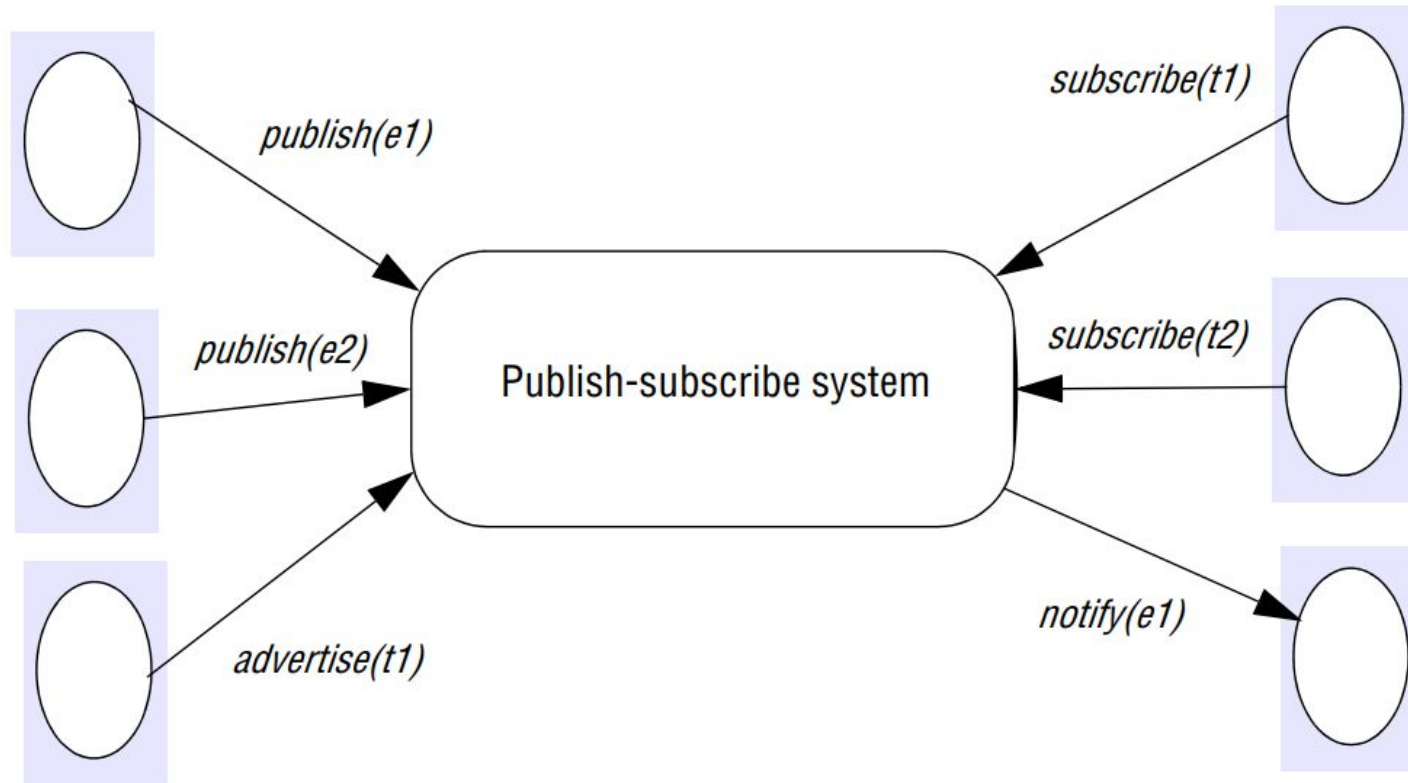 subscribe(t1)
publish(e1)
subscribe(t2)
publish(e2)
Publish-subscribe system
notify(e1)
advertise(t1)